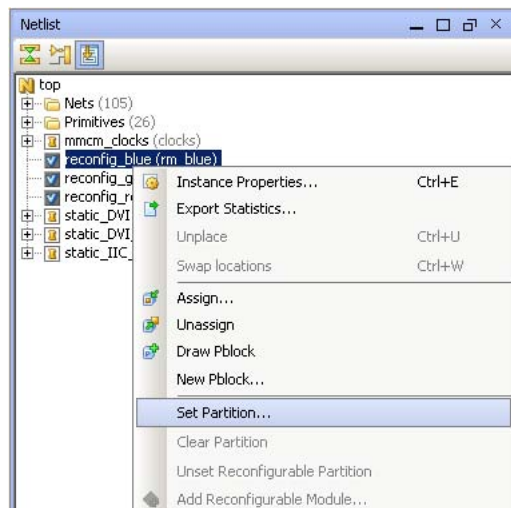 Netlist
top
Nets (105)
Primitives (26)
mmcm_clocks (clocks)
reconfig_blue (rm_blue)
reconfig_g
Instance Properties... Ctrl+E
reconfig_r
Export Statistics...
static_DVI
Unplace Ctrl+U
static_DVI_
static_IIC_
Swap locations Ctrl+W
Assign...
Unassign
Draw Pblock
New Pblock...
Set Partition...
Clear Partition
Unset Reconfigurable Partition
Add Reconfigurable Module...